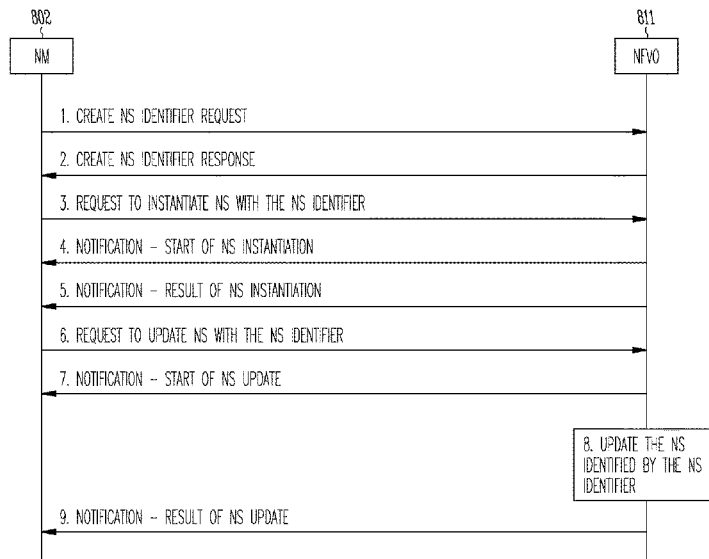 802
811
NM
NFVO
1. CREATE NS IDENTIFIER REQUEST
2. CREATE NS IDENTIFIER RESPONSE
3. REQUEST TO INSTANTIATE NS WITH THE NS IDENTIFIER
4. NOTIFICATION – START OF NS INSTANTIATION
5. NOTIFICATION – RESULT OF NS INSTANTIATION
6. REQUEST TO UPDATE NS WITH THE NS IDENTIFIER
7. NOTIFICATION – START OF NS UPDATE
8. UPDATE THE NS
IDENTIFIED BY THE NS
IDENTIFIER
9. NOTIFICATION – RESULT OF NS UPDATE